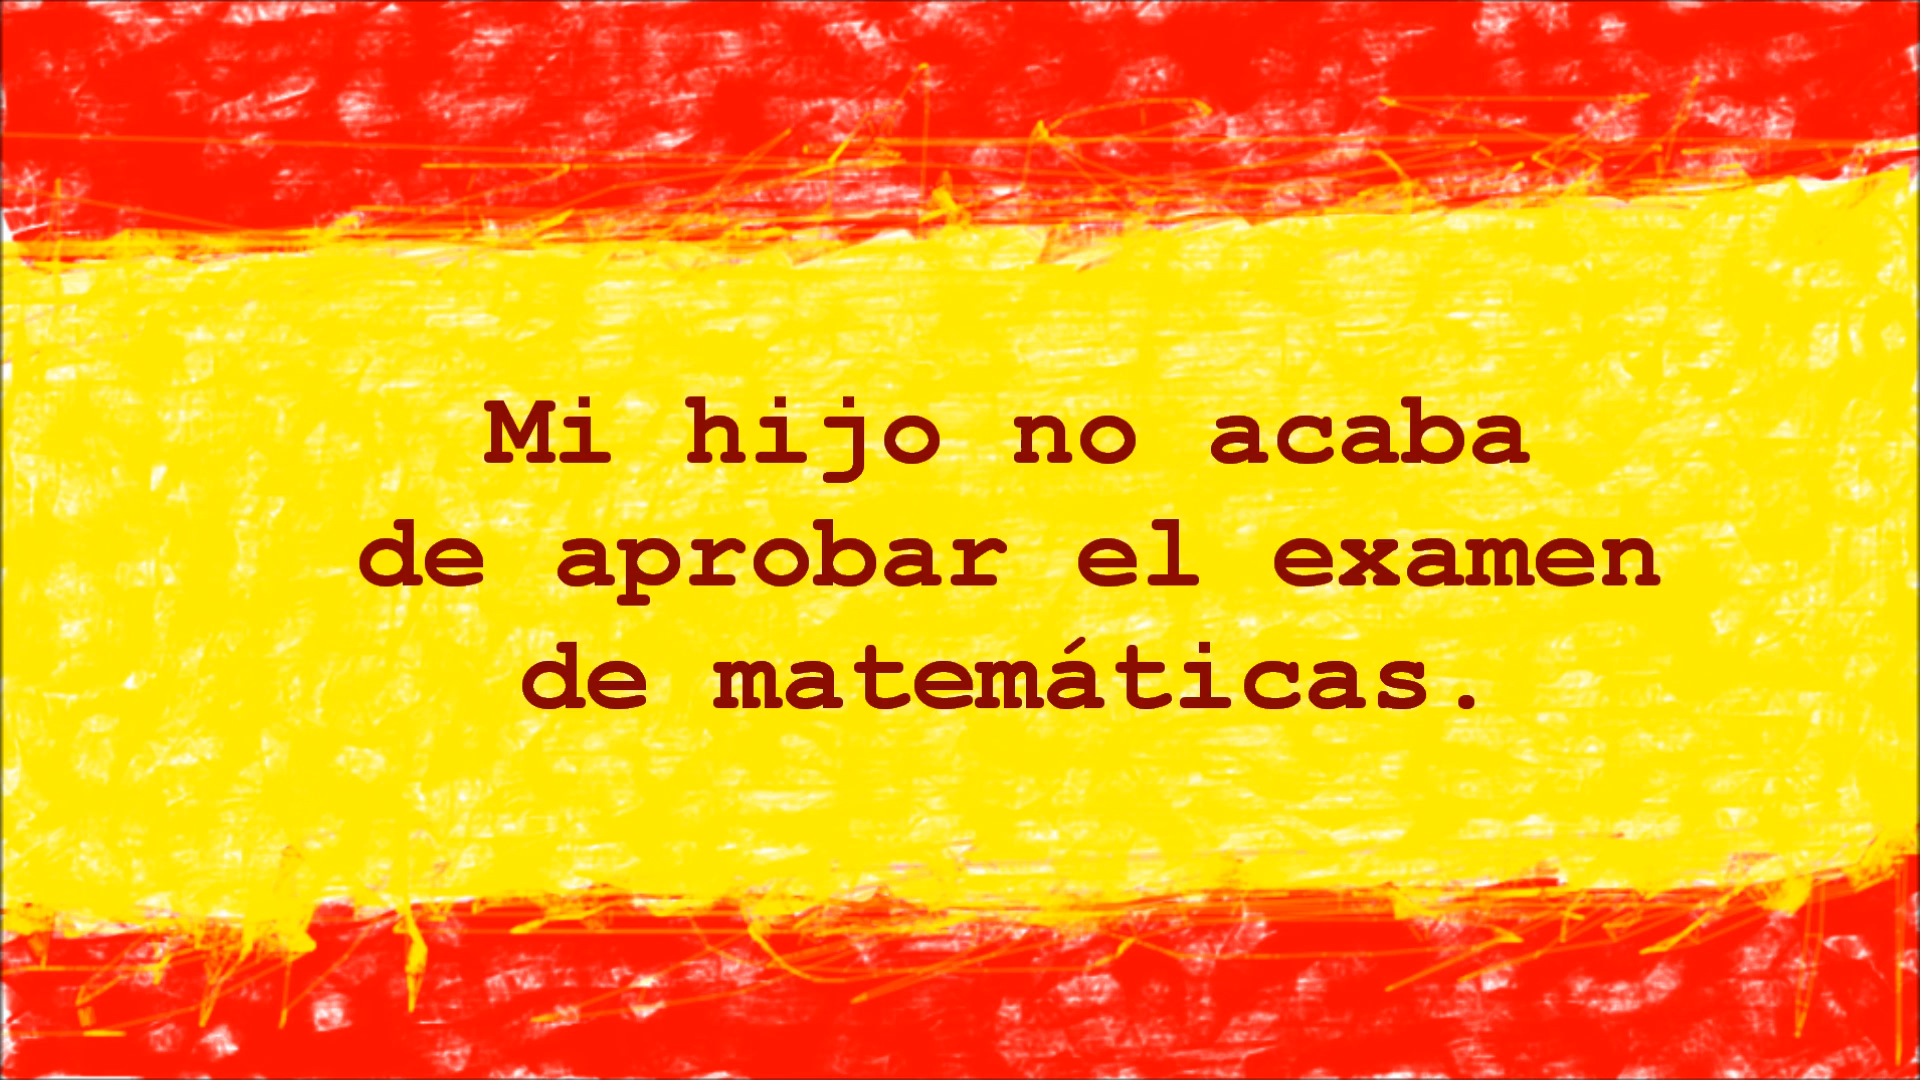 Mi hijo no acaba
de aprobar el examen
de matemáticas.